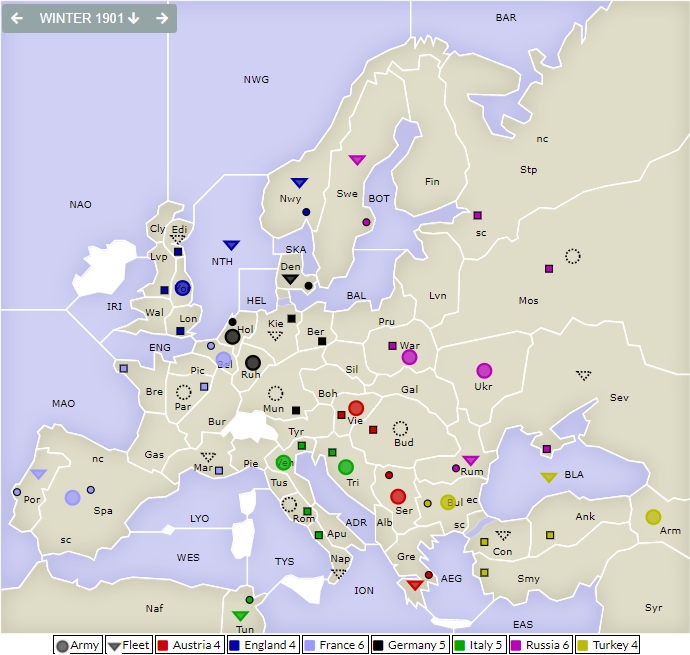 WINTER 1901
BAR
NWG
nc
Stp
Fin
Swe
BOT
Nwy
NAO
Cly
Edi
sc
SKA
Lvp
NTH
Den
Mos
HEL
BAL
Lvn
IRI
Wal
Lon
Kie
Hol
Ber
Pru
ENG
War
Bel
Ruh
Sil
Gal
Pic
Ukr
Bre
Par
Mun
Boh
Sev
MAO
Vie
Bur
Tyr
Bud
nc
Gas
Mar
Pie
Ven
Rum
BLA
Por
Spa
Tus
Tri
Ser
Bul
ec
LYO
Rom
ADR
Alb
sc
Ank
Arm
sc
Apu
Con
WES
TYS
Nap
Gre
AEG
Smy
Naf
ION
Syr
Tun
EAS
Army Fleet Austria 4 England 4 France 6 Germany 5 Italy 5 Russia 6 Turkey 4